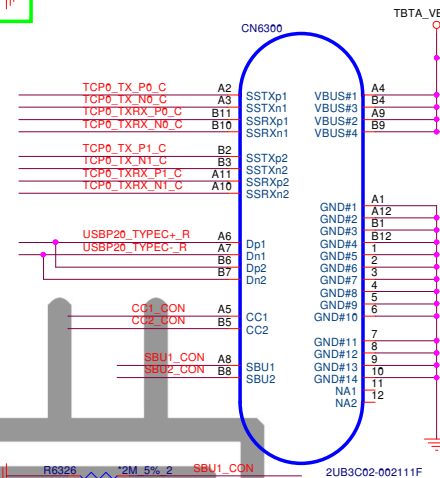 TBTA_VB
CN6300
TCP0_TX_P0_C A2 SSTXp1 VBUS#1 A4
TCP0_TX_N0_C A3 SSTXn1 VBUS#3 B4
TCP0_TXRX_P0_C B11 SSRXp1 VBUS#2 A9
TCP0_TXRX_N0_C B10 SSRXn1 VBUS#4 B9
TCP0_TX_P1_C B2 SSTXp2
TCP0_TX_N1_C B3 SSTXn2
TCP0_TXRX_P1_C A11 SSRXp2
TCP0_TXRX_N1_C A10 SSRXn2
GND#1 A1
GND#2 A12
GND#3 B1
USBP20_TYPEC+_R A6 Dp1 GND#4 B12
USBP20_TYPEC-_R A7 Dn1 GND#5 1
B6 Dp2 GND#6 2
B7 Dn2 GND#7 3
GND#8 4
GND#9 5
CC1_CON A5 CC1 GND#10 6
CC2_CON B5 CC2
GND#11 7
GND#12 8
SBU1_CON A8 SBU1 GND#13 9
SBU2_CON B8 SBU2 GND#14 10
NA1 11
NA2 12
R6326 *2M_5%_2 SBU1_CON 2UB3C02-002111F